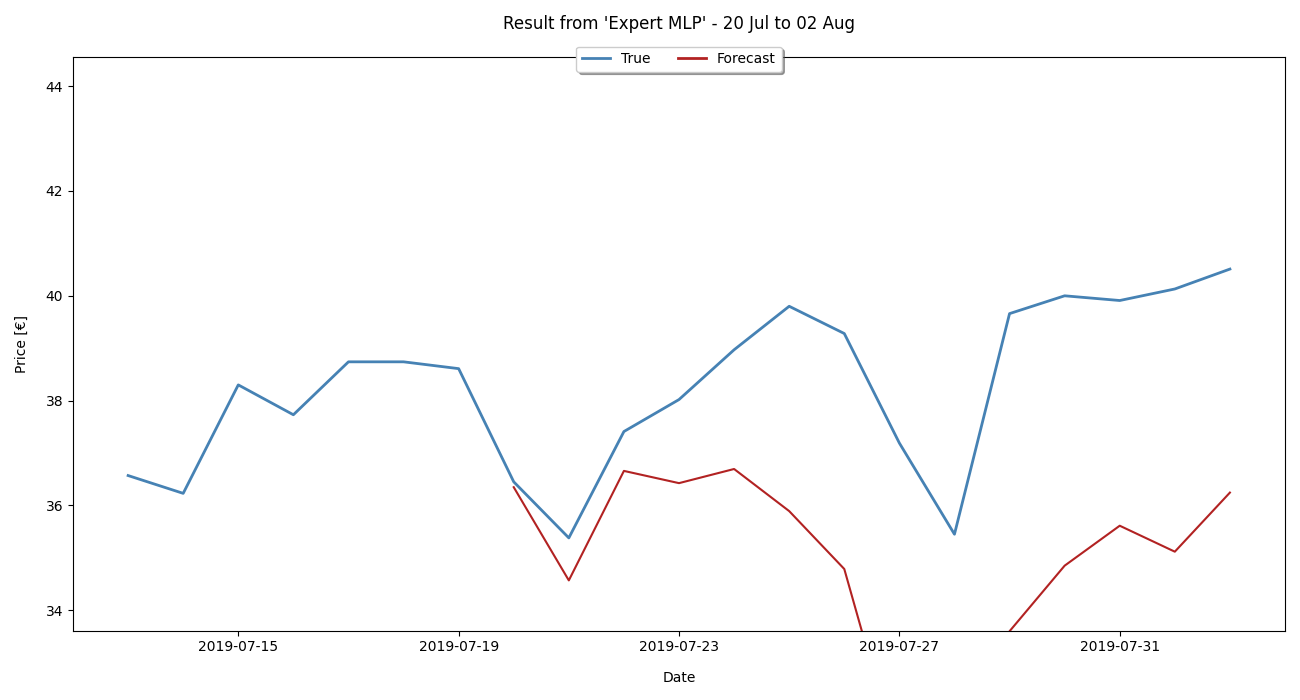 Result from 'Expert MLP' - 20 Jul to 02 Aug
True
Forecast
44
42
40
38
36
34
Price [€]
2019-07-15
2019-07-19
2019-07-23
2019-07-27
2019-07-31
Date